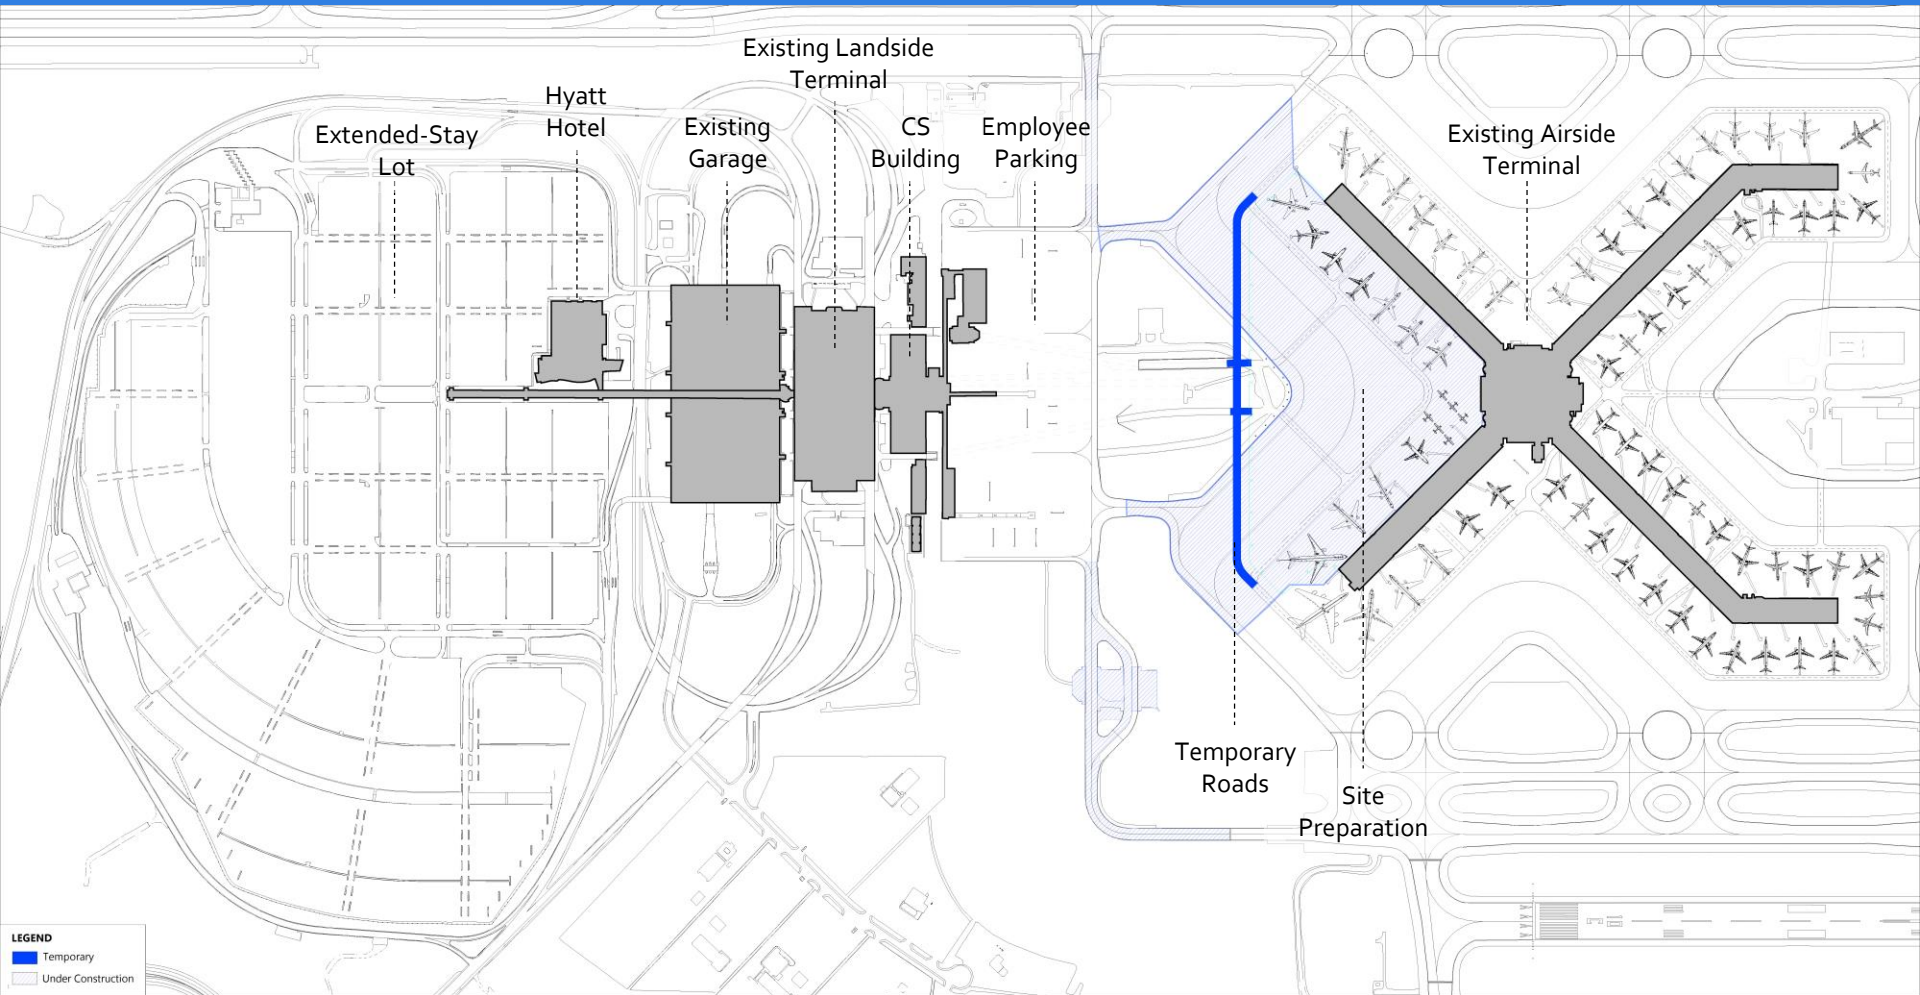 Existing Landside
Terminal
Hyatt
Hotel
Extended-Stay
Lot
Existing
Garage
CS
Building
Employee
Parking
Existing Airside
Terminal
Temporary
Roads
Site
Preparation
LEGEND
Temporary
Under Construction